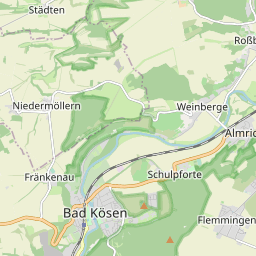 Städten
Roßb
Niedermöllern
Weinberge
Almric
Fränkenau
Schulpforte
Bad Kösen
Flemmingen